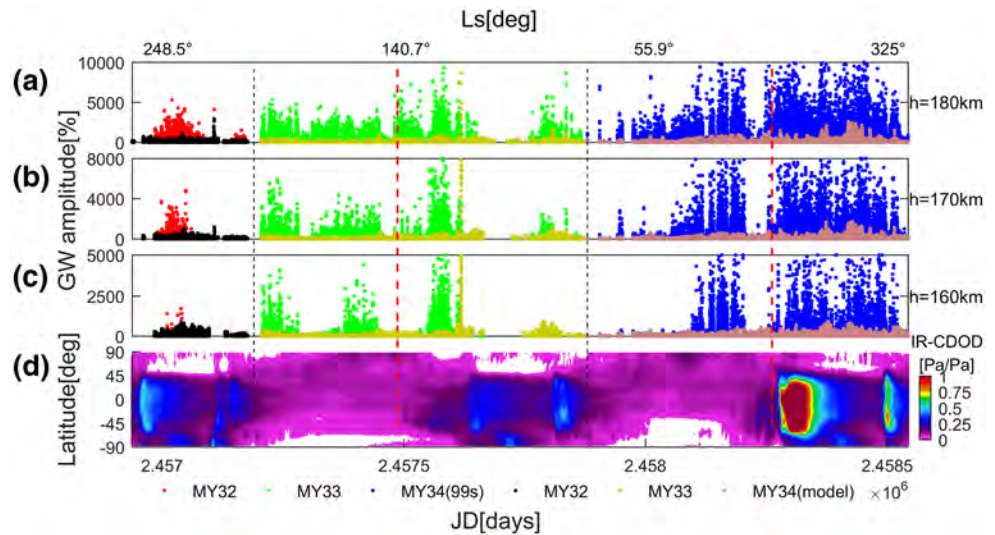 Ls[deg]
248.5° 140.7° 55.9° 325°
(a) 10000 5000 0 h=180km
(b) 8000 4000 0 h=170km
(c) 5000 2500 0 h=160km
GW amplitude[%]
IR-CDOD
[Pa/Pa]
(d) 90 45 0 -45 -90
Latitude[deg]
1 0.75 0.5 0.25 0
2.457 2.4575 2.458 2.4585
MY32 MY33 MY34(99s) MY32 MY33 MY34(model) ×10⁶
JD[days]